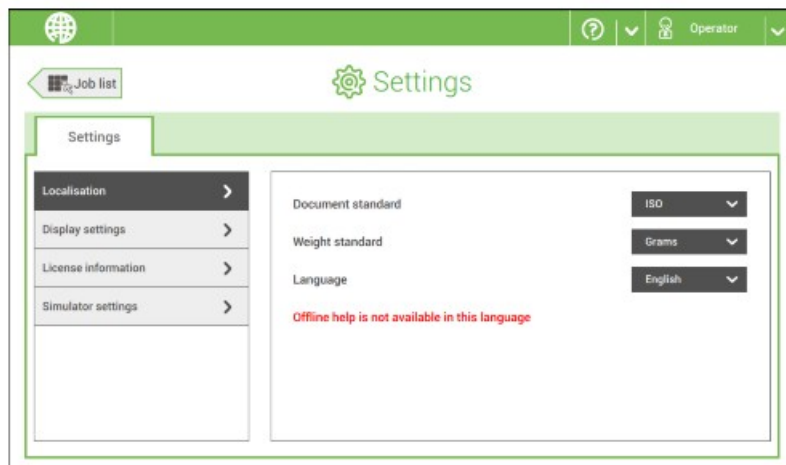 Operator
Job list
Settings
Settings
Localisation
Display settings
License information
Simulator settings
Document standard
ISO
Weight standard
Grams
Language
English
Offline help is not available in this language